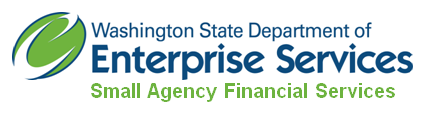 Washington State Department of
Enterprise Services
Small Agency Financial Services